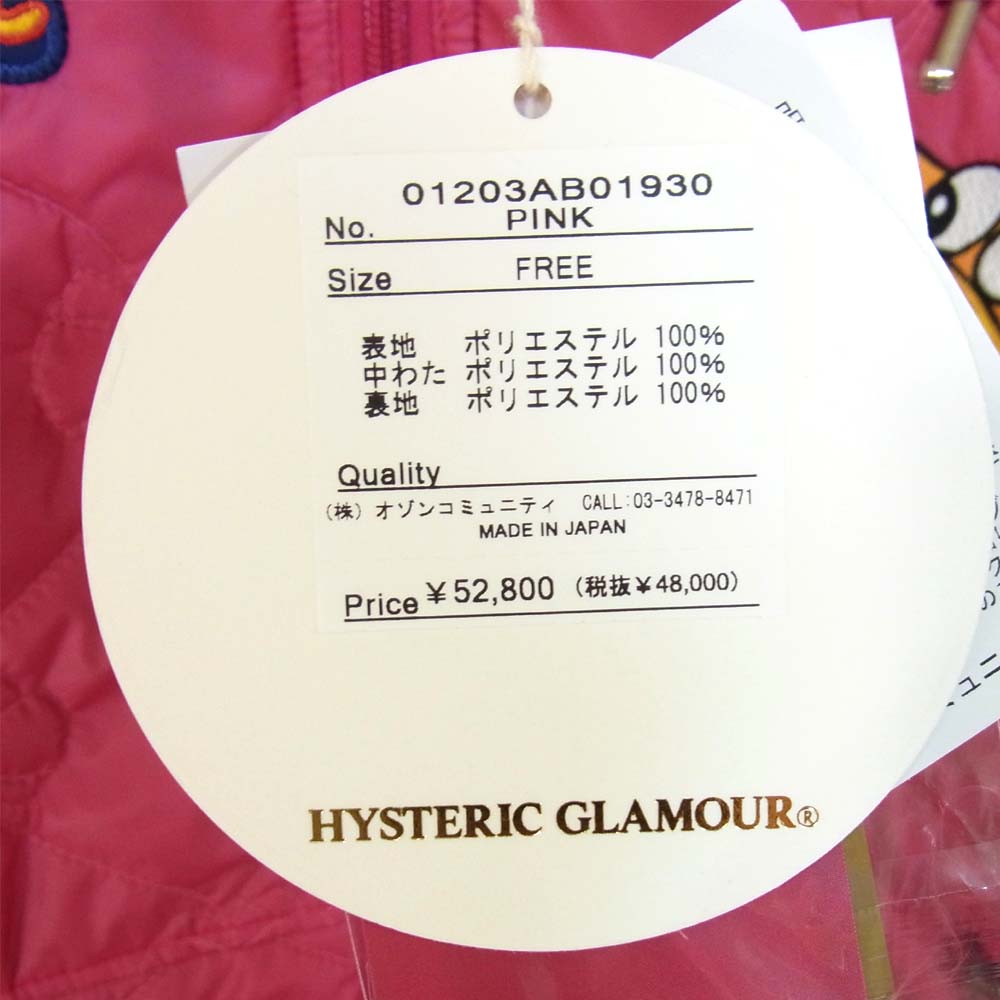 01203AB01930
No. PINK
Size FREE
表地 ポリエステル 100%
中わた ポリエステル 100%
裏地 ポリエステル 100%
Quality
(株) オゾンコミュニティ CALL:03-3478-8471
MADE IN JAPAN
Price ¥52,800 (税抜¥48,000)
HYSTERIC GLAMOUR®